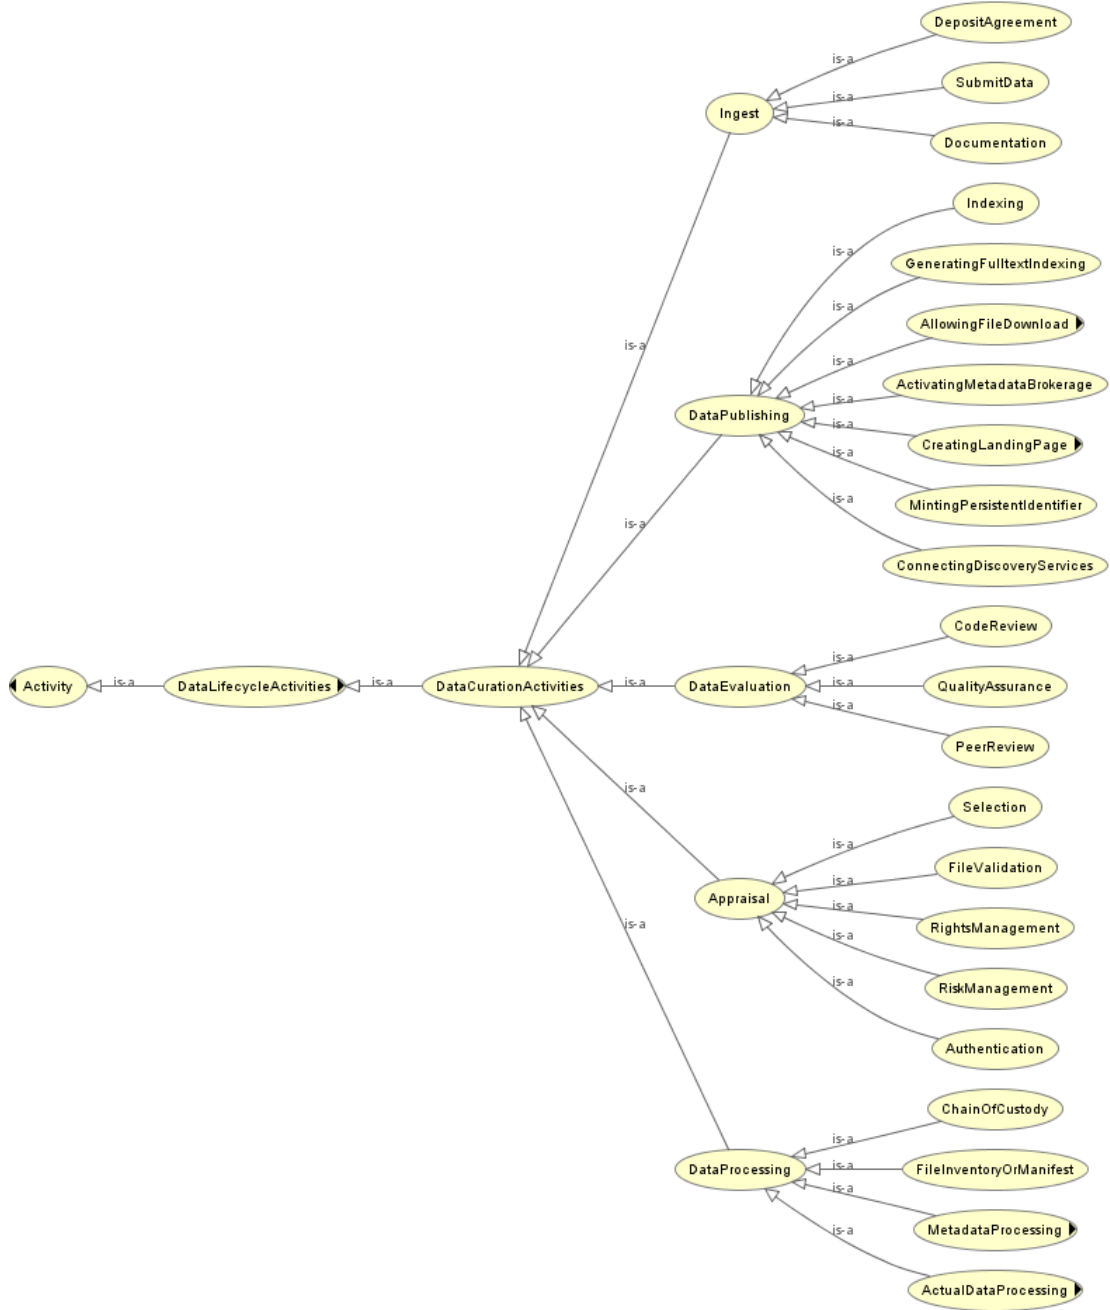 DepositAgreement
is-a
SubmitData
is-a
Ingest
is-a
Documentation
Indexing
is-a
GeneratingFulltextIndexing
is-a
AllowingFileDownload
is-a
is-a
ActivatingMetadataBrokerage
is-a
DataPublishing
is-a
CreatingLandingPage
is-a
MintingPersistentIdentifier
is-a
is-a
ConnectingDiscoveryServices
CodeReview
is-a
Activity
is-a
DataLifecycleActivities
is-a
DataCurationActivities
is-a
DataEvaluation
is-a
QualityAssurance
is-a
PeerReview
is-a
Selection
is-a
FileValidation
is-a
Appraisal
is-a
RightsManagement
is-a
is-a
RiskManagement
is-a
Authentication
ChainOfCustody
is-a
DataProcessing
is-a
FileInventoryOrManifest
is-a
MetadataProcessing
is-a
ActualDataProcessing